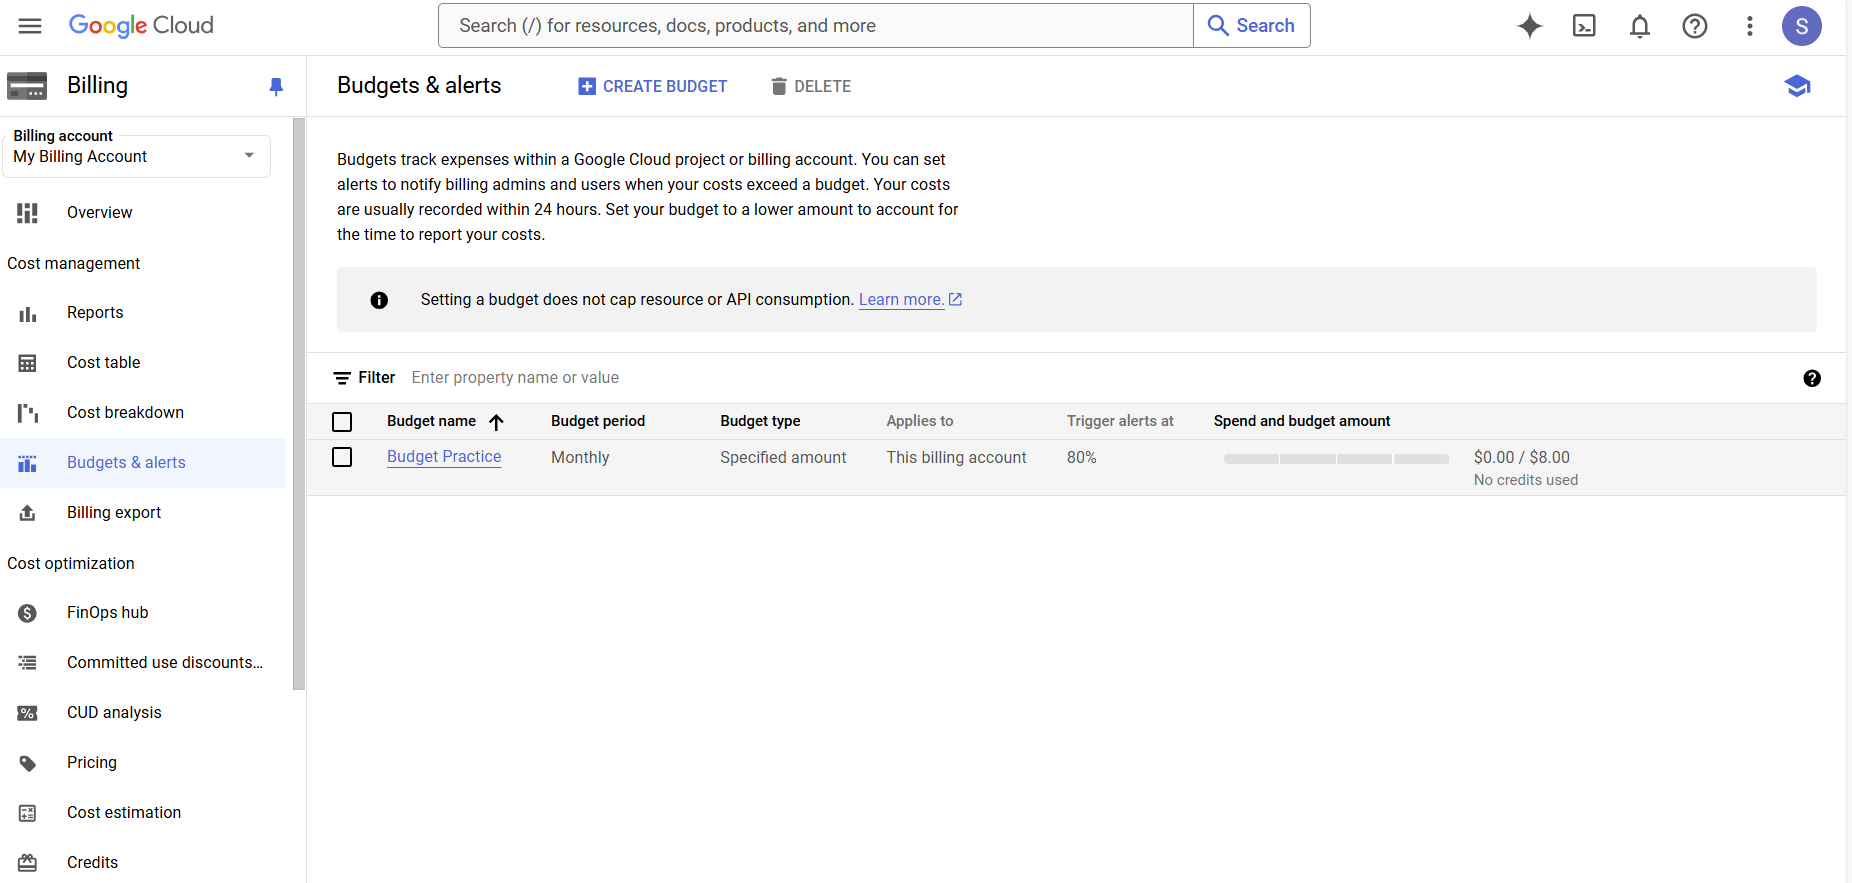 Google Cloud
Search (/) for resources, docs, products, and more
Search
S
Billing
Budgets & alerts
CREATE BUDGET
DELETE
Billing account
My Billing Account
Overview
Cost management
Reports
Cost table
Cost breakdown
Budgets & alerts
Billing export
Cost optimization
FinOps hub
Committed use discounts...
CUD analysis
Pricing
Cost estimation
Credits
Budgets track expenses within a Google Cloud project or billing account. You can set
alerts to notify billing admins and users when your costs exceed a budget. Your costs
are usually recorded within 24 hours. Set your budget to a lower amount to account for
the time to report your costs.
Setting a budget does not cap resource or API consumption. Learn more.
Filter Enter property name or value
Budget name Budget period Budget type Applies to Trigger alerts at Spend and budget amount
Budget Practice Monthly Specified amount This billing account 80% $0.00 / $8.00
No credits used